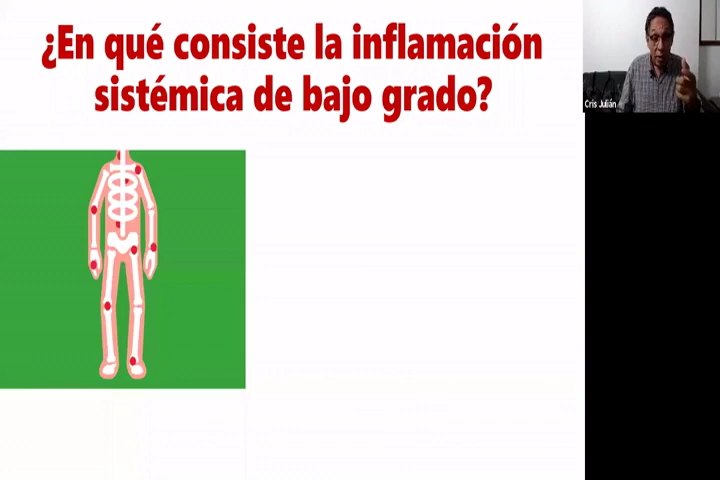 ¿En qué consiste la inflamación
sistémica de bajo grado?
Cris Julián